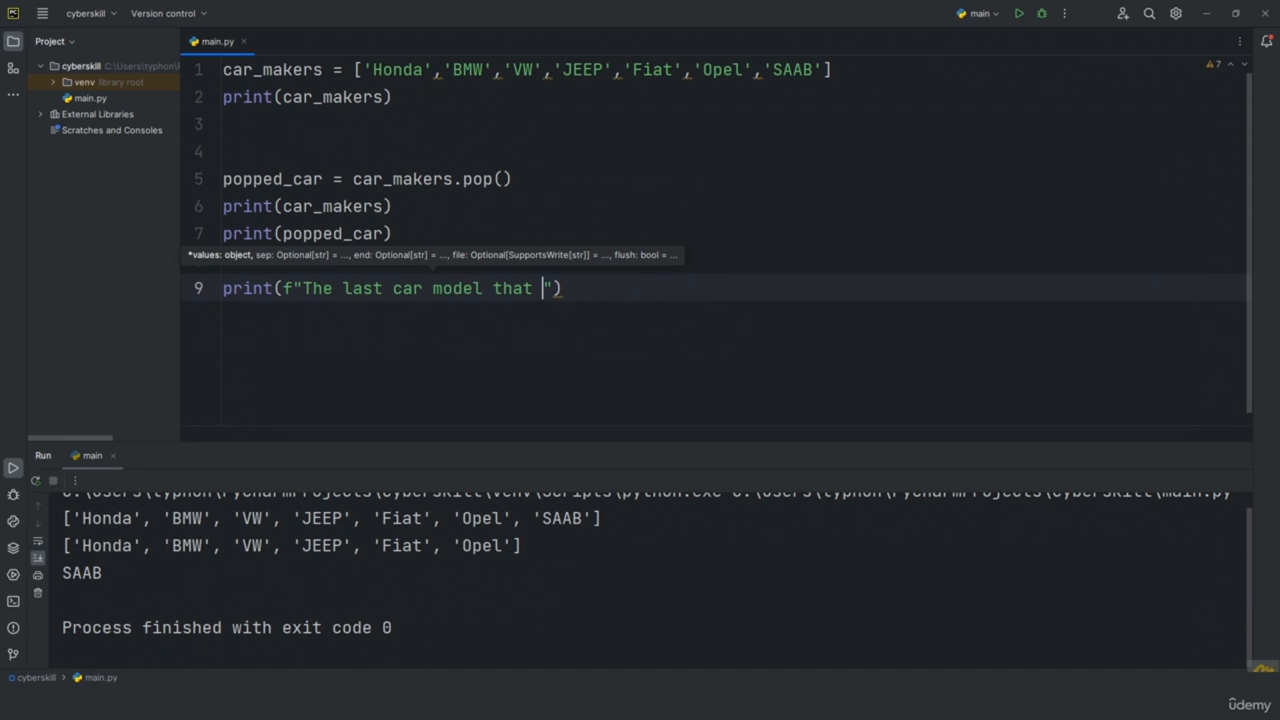 PC cyberskill Version control main
Project main.py
cyberskill C:\Users\typhon\P
venv library root
main.py
External Libraries
Scratches and Consoles
7
1 car_makers = ['Honda','BMW','VW','JEEP','Fiat','Opel','SAAB']
2 print(car_makers)
3
4
5 popped_car = car_makers.pop()
6 print(car_makers)
7 print(popped_car)
*values: object, sep: Optional[str] = ..., end: Optional[str] = ..., file: Optional[SupportsWrite[str]] = ..., flush: bool = ...
9 print(f"The last car model that ")
Run main
C:\Users\typhon\PycharmProjects\cyberskill\venv\Scripts\python.exe C:\Users\typhon\PycharmProjects\cyberskill\main.py
['Honda', 'BMW', 'VW', 'JEEP', 'Fiat', 'Opel', 'SAAB']
['Honda', 'BMW', 'VW', 'JEEP', 'Fiat', 'Opel']
SAAB
Process finished with exit code 0
cyberskill > main.py
ûdemy